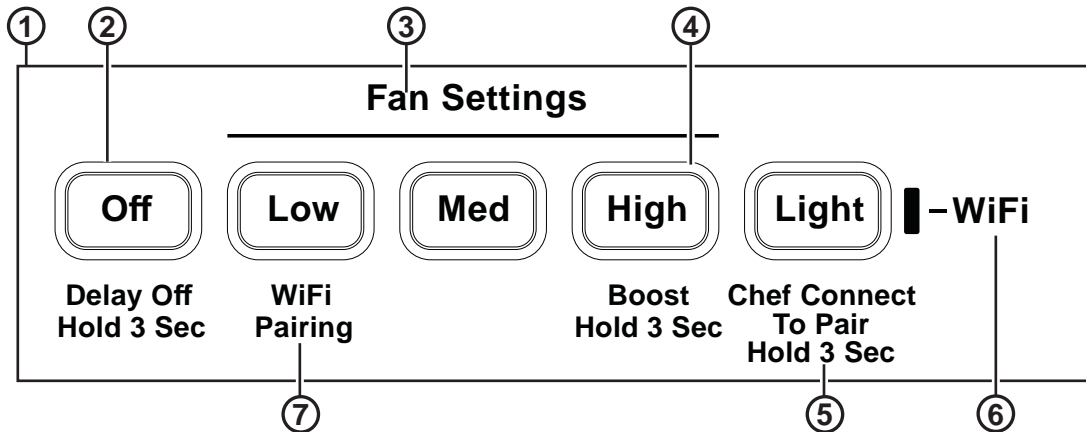 ① ② ③ ④
Fan Settings
Off Low Med High Light -WiFi
Delay Off WiFi Boost Chef Connect
Hold 3 Sec Pairing Hold 3 Sec To Pair
Hold 3 Sec
⑦ ⑤ ⑥